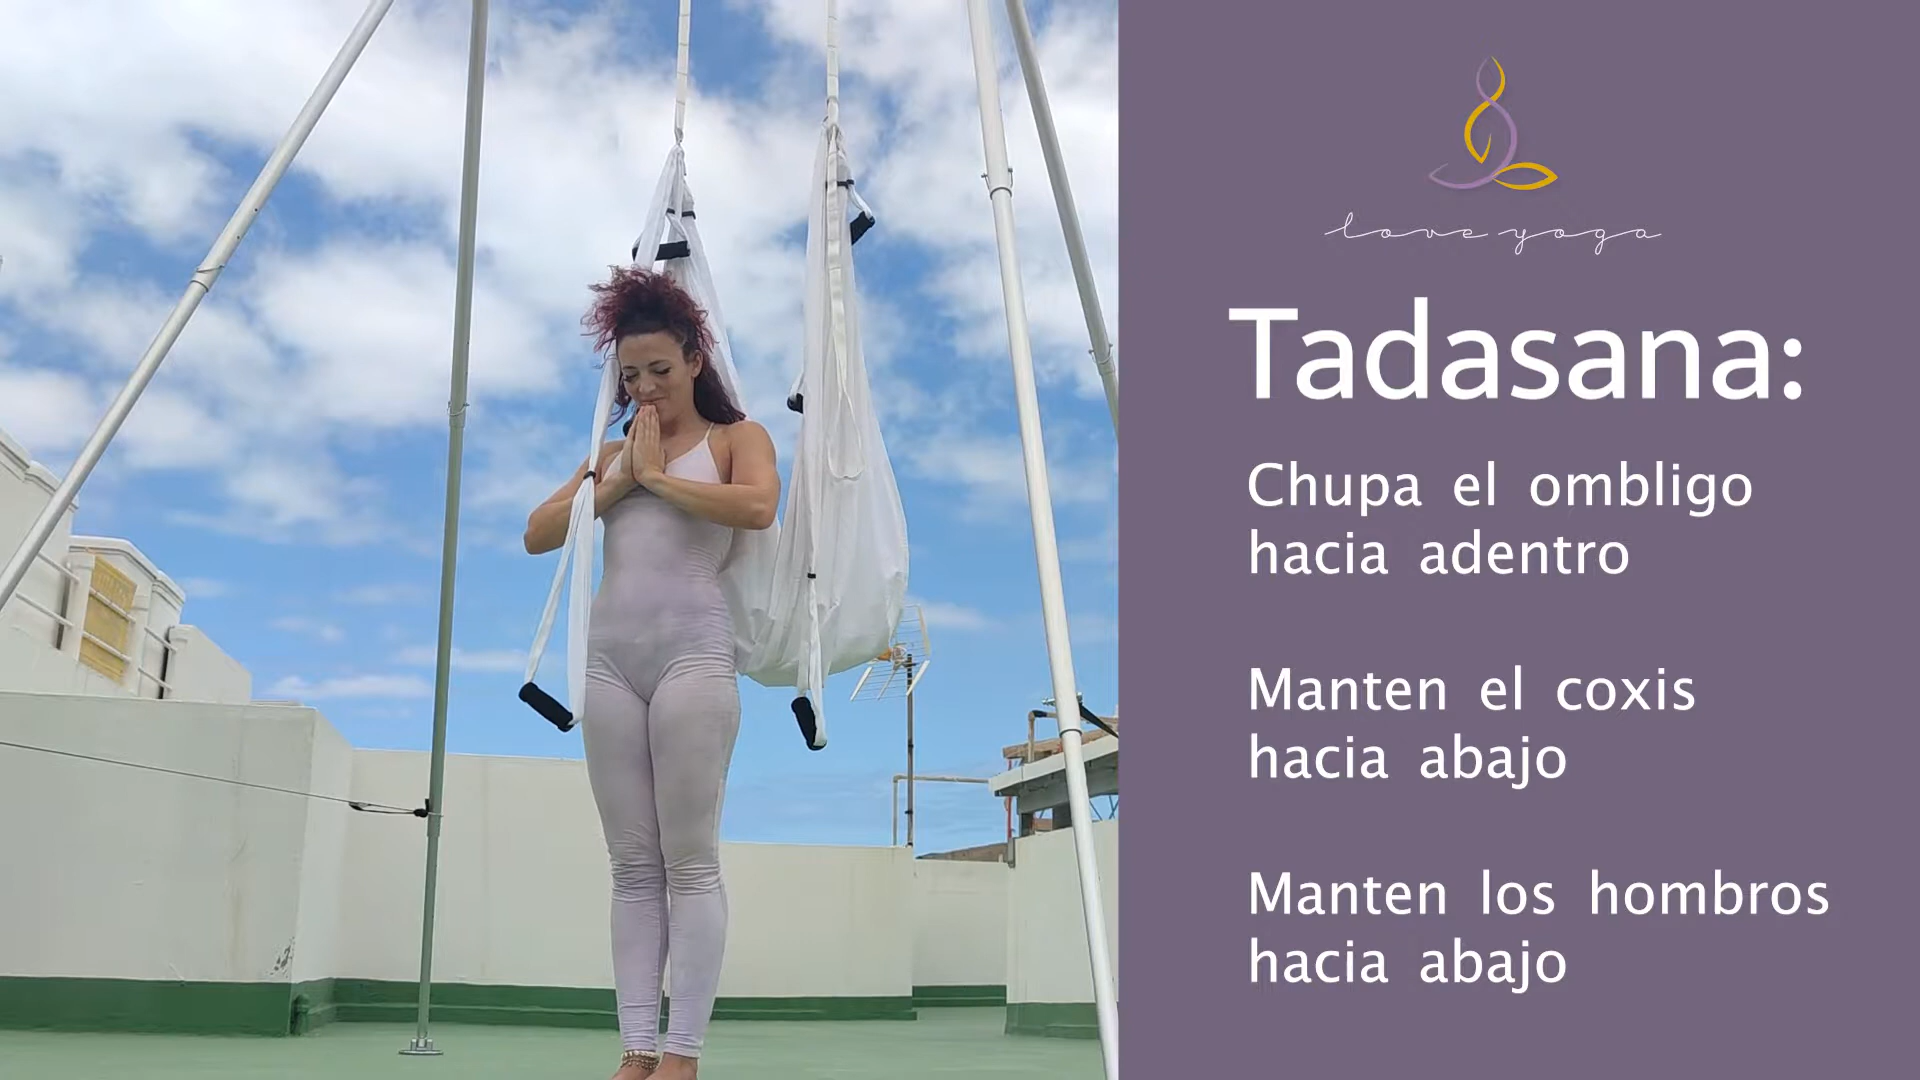 love yoga
Tadasana:
Chupa el ombligo
hacia adentro
Manten el coxis
hacia abajo
Manten los hombros
hacia abajo